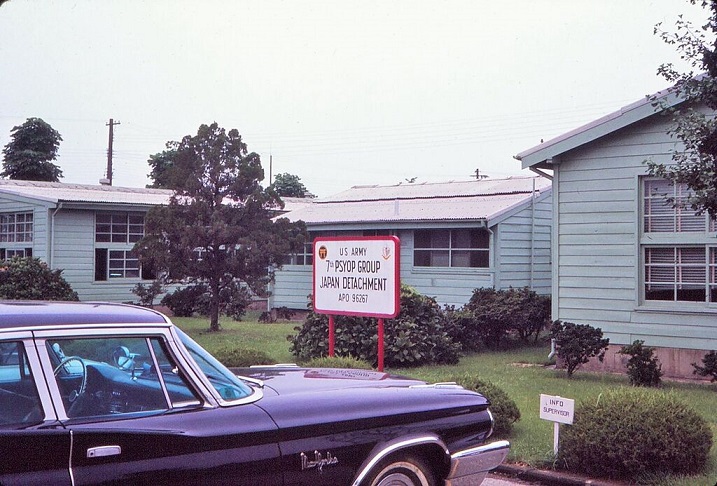 U.S ARMY
7th PSYOP GROUP
JAPAN DETACHMENT
APO 96267
INFO
SUPERVISOR
New Yorker